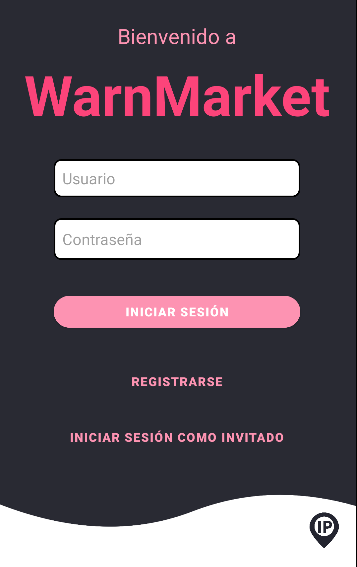 Bienvenido a
WarnMarket
Usuario
Contraseña
INICIAR SESIÓN
REGISTRARSE
INICIAR SESIÓN COMO INVITADO
IP